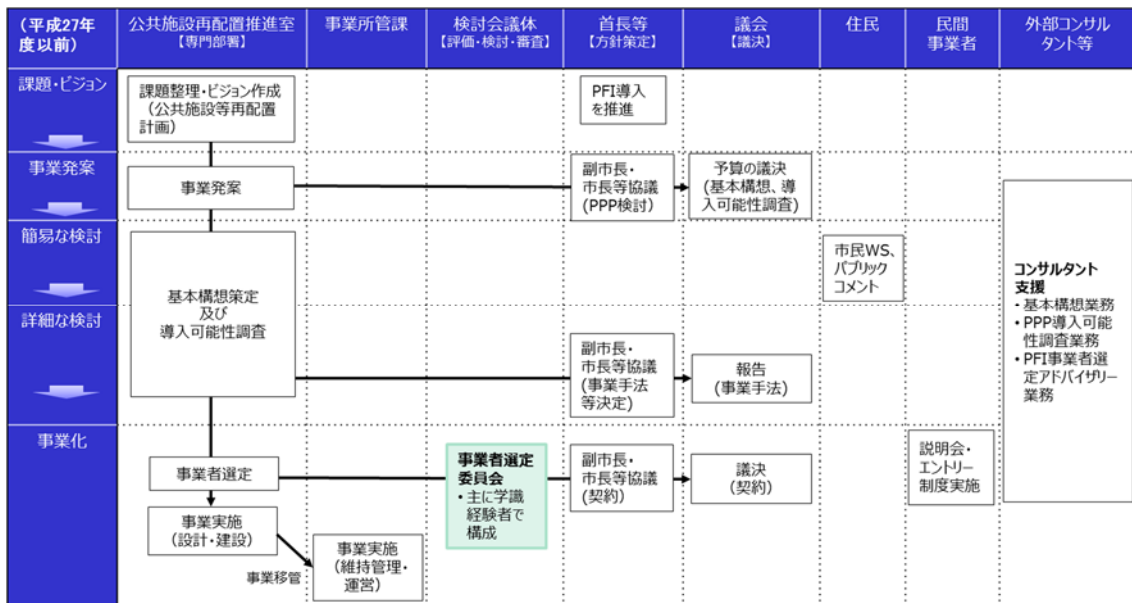 (平成27年
度以前)
公共施設再配置推進室
【専門部署】
事業所管課
検討会議体
【評価・検討・審査】
首長等
【方針策定】
議会
【議決】
住民
民間
事業者
外部コンサル
タント等
課題・ビジョン
課題整理・ビジョン作成
(公共施設等再配置
計画)
PFI導入
を推進
事業発案
事業発案
副市長・
市長等協議
(PPP検討)
予算の議決
(基本構想、導
入可能性調査)
簡易な検討
基本構想策定
及び
導入可能性調査
市民WS、
パブリック
コメント
コンサルタント
支援
・基本構想業務
・PPP導入可能
性調査業務
・PFI事業者選
定アドバイザリー
業務
詳細な検討
副市長・
市長等協議
(事業手法
等決定)
報告
(事業手法)
事業化
事業者選定
事業者選定
委員会
・主に学識
経験者で
構成
副市長・
市長等協議
(契約)
議決
(契約)
説明会・
エントリー
制度実施
事業実施
(設計・建設)
事業移管
事業実施
(維持管理・
運営)